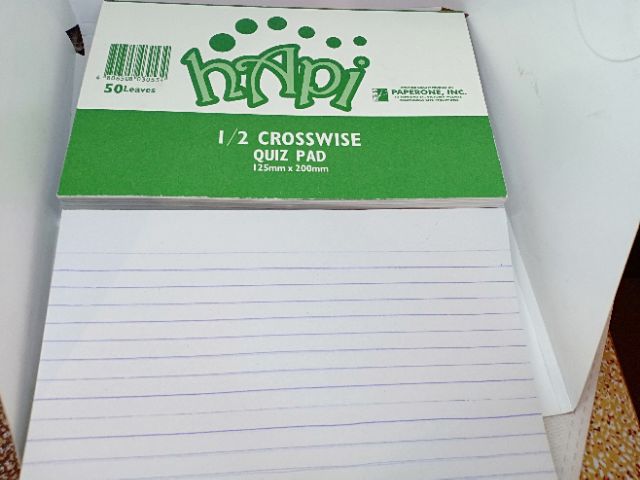 hApi
50 Leaves
PAPERONE, INC.
1/2 CROSSWISE
QUIZ PAD
125mm x 200mm